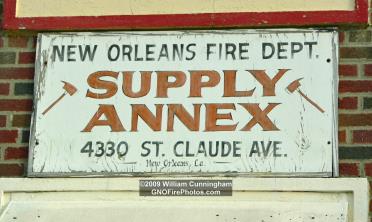 NEW ORLEANS FIRE DEPT.
SUPPLY
ANNEX
4330 ST. CLAUDE AVE.
New Orleans, La.
©2009 William Cunningham
GNOFirePhotos.com